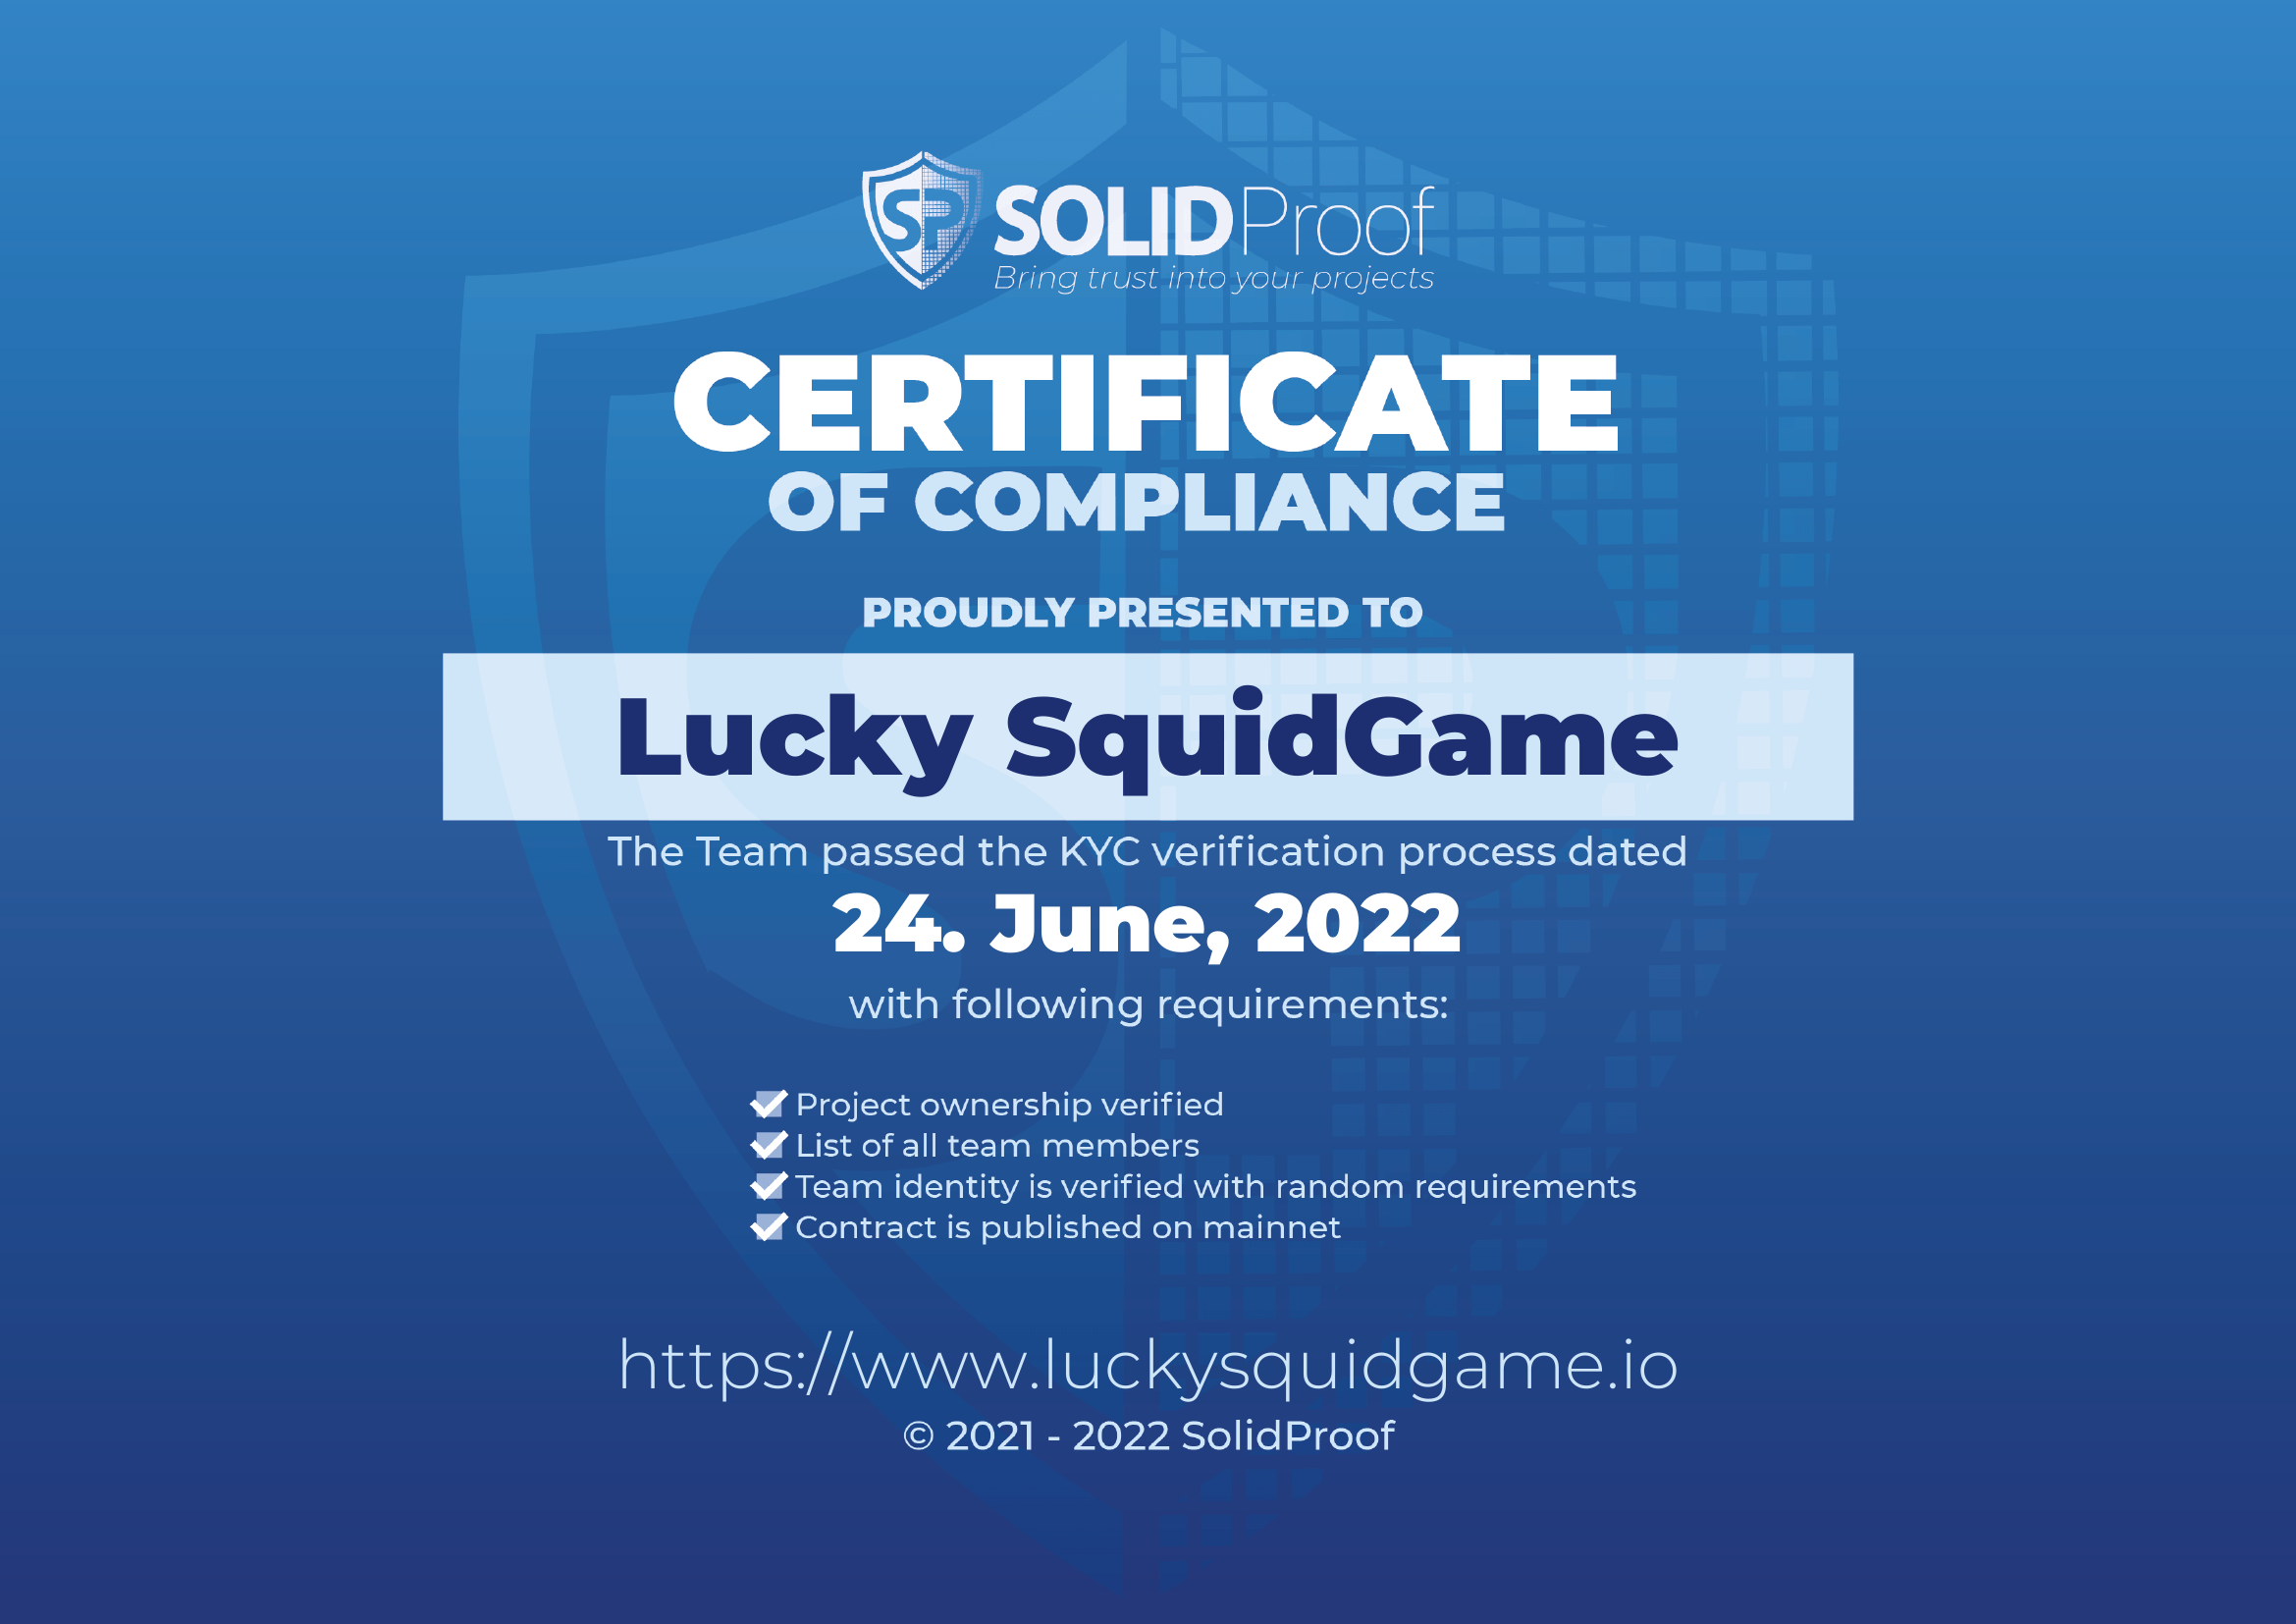 SP SOLIDProof
Bring trust into your projects
CERTIFICATE
OF COMPLIANCE
PROUDLY PRESENTED TO
Lucky SquidGame
The Team passed the KYC verification process dated
24. June, 2022
with following requirements:
Project ownership verified
List of all team members
Team identity is verified with random requirements
Contract is published on mainnet
https://www.luckysquidgame.io
© 2021 - 2022 SolidProof